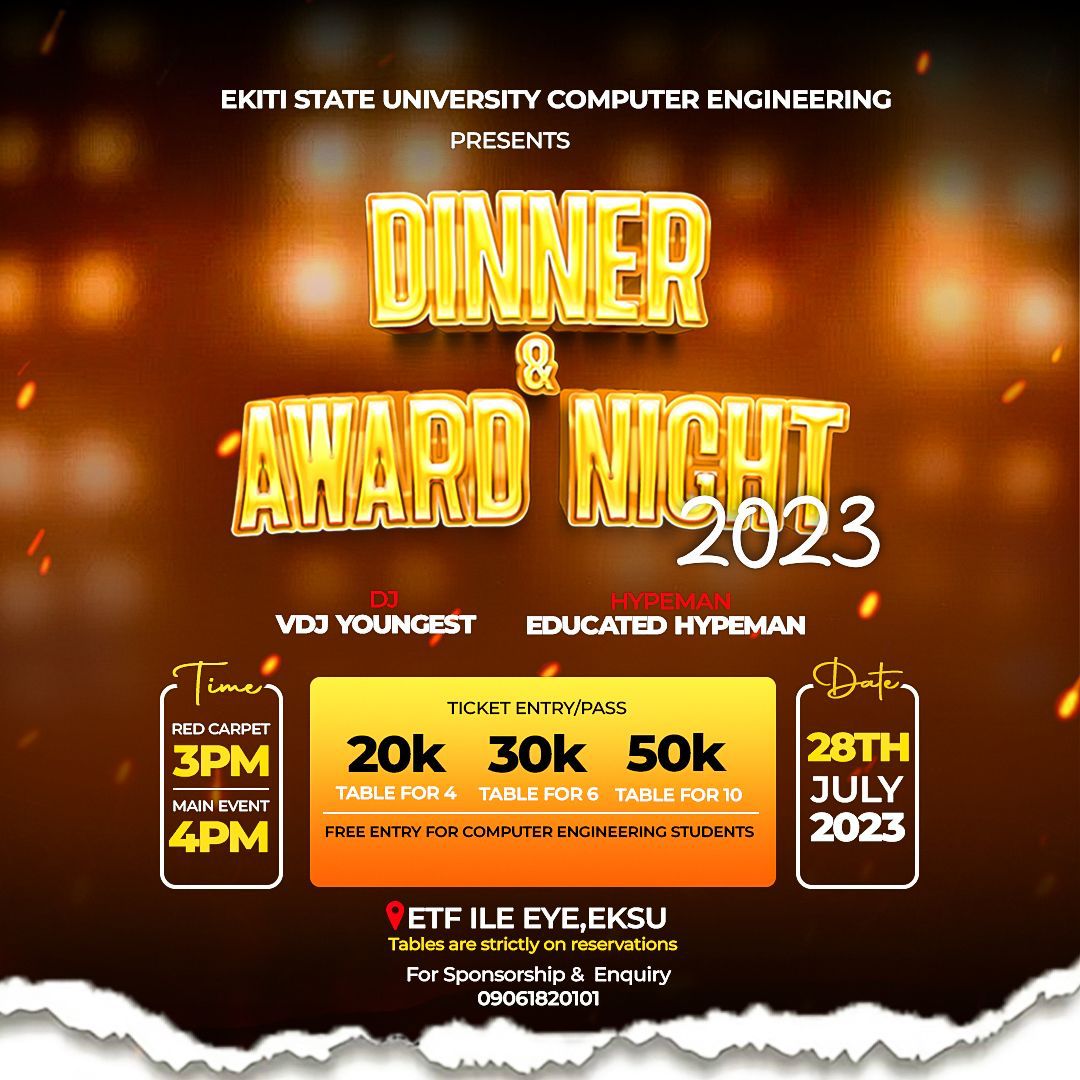 EKITI STATE UNIVERSITY COMPUTER ENGINEERING
PRESENTS
DINNER
&
AWARD NIGHT
2023
DJ
VDJ YOUNGEST
HYPEMAN
EDUCATED HYPEMAN
Time
RED CARPET
3PM
MAIN EVENT
4PM
TICKET ENTRY/PASS
20k 30k 50k
TABLE FOR 4 TABLE FOR 6 TABLE FOR 10
FREE ENTRY FOR COMPUTER ENGINEERING STUDENTS
Date
28TH
JULY
2023
ETF ILE EYE,EKSU
Tables are strictly on reservations
For Sponsorship & Enquiry
09061820101